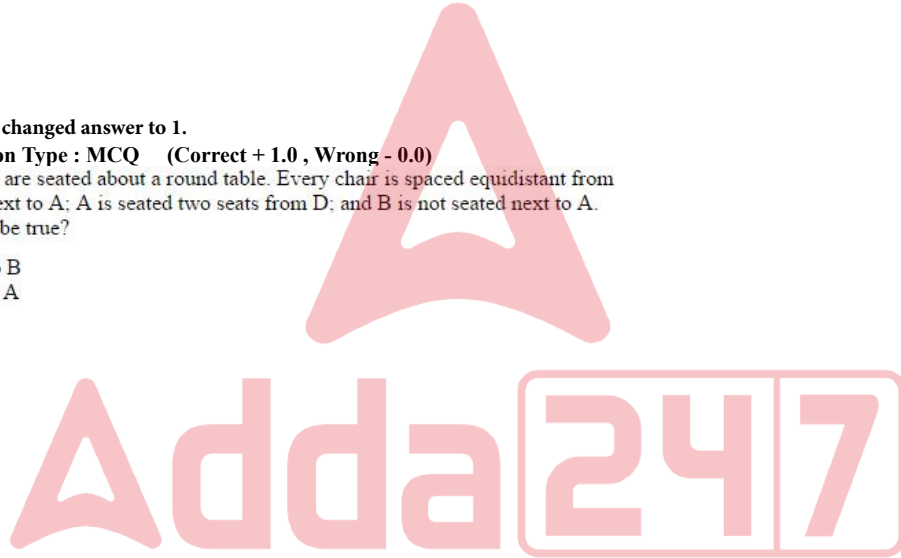 changed answer to 1.
on Type : MCQ (Correct + 1.0 , Wrong - 0.0)
are seated about a round table. Every chair is spaced equidistant from
ext to A; A is seated two seats from D; and B is not seated next to A.
be true?
B
A
Adda247